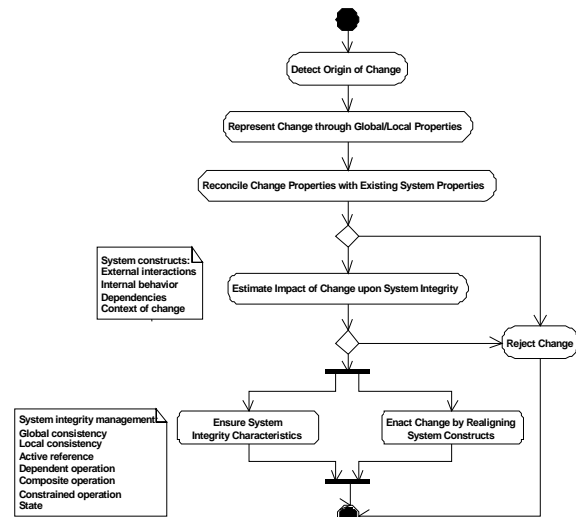 Detect Origin of Change
Represent Change through Global/Local Properties
Reconcile Change Properties with Existing System Properties
System constructs:
External interactions
Internal behavior
Dependencies
Context of change
Estimate Impact of Change upon System Integrity
Reject Change
System integrity management:
Global consistency
Local consistency
Active reference
Dependent operation
Composite operation
Constrained operation
State
Ensure System
Integrity Characteristics
Enact Change by Realigning
System Constructs